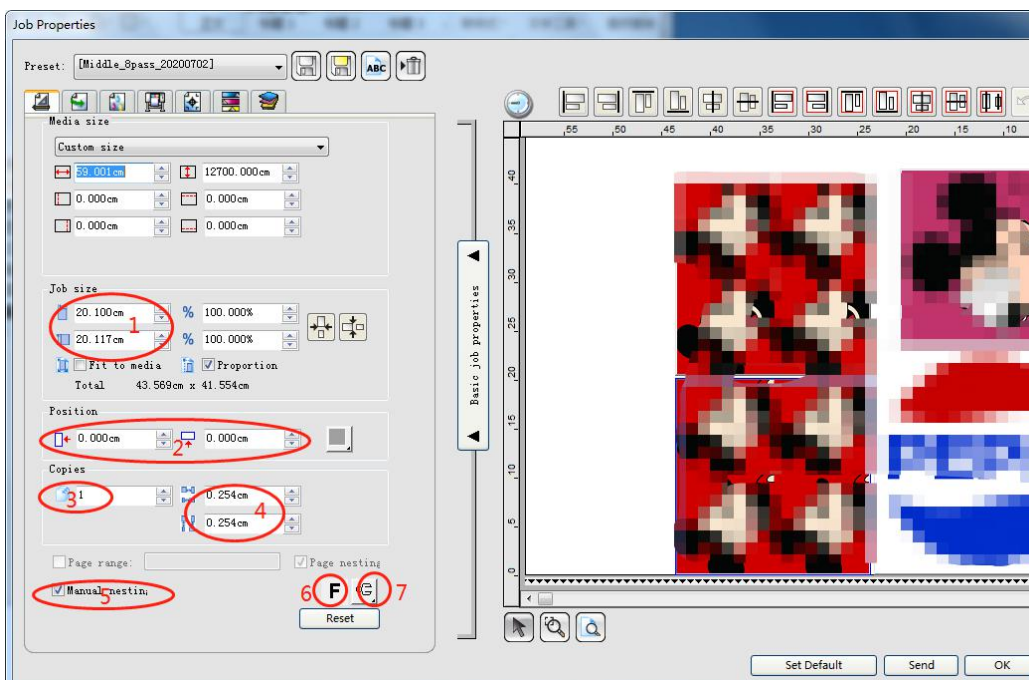 Job Properties
Preset: [Middle_8pass_20200702]
ABC
Media size
Custom size
59.001cm 12700.000cm
0.000cm 0.000cm
0.000cm 0.000cm
Job size
20.100cm % 100.000%
1
20.117cm % 100.000%
Fit to media Proportion
Total 43.569cm x 41.554cm
Position
0.000cm 2 0.000cm
Copies
3 1 0.254cm
4
0.254cm
Page range: Page nesting
Manual nestin
5
6 F G 7
Reset
Basic job properties
55 50 45 40 35 30 25 20 15 10
40
35
30
25
20
15
10
5
0
Set Default Send OK